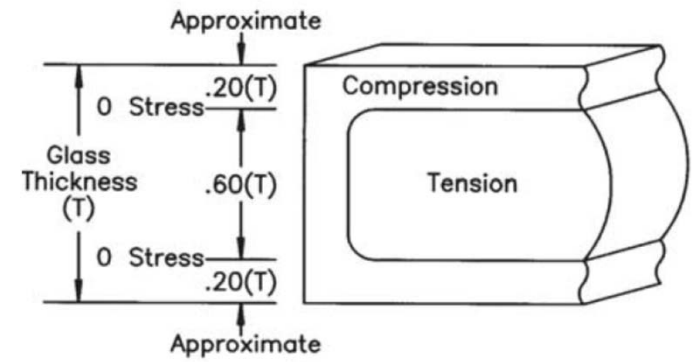 Approximate
.20(T)
0 Stress
Compression
Glass
Thickness
(T)
.60(T)
Tension
0 Stress
.20(T)
Approximate